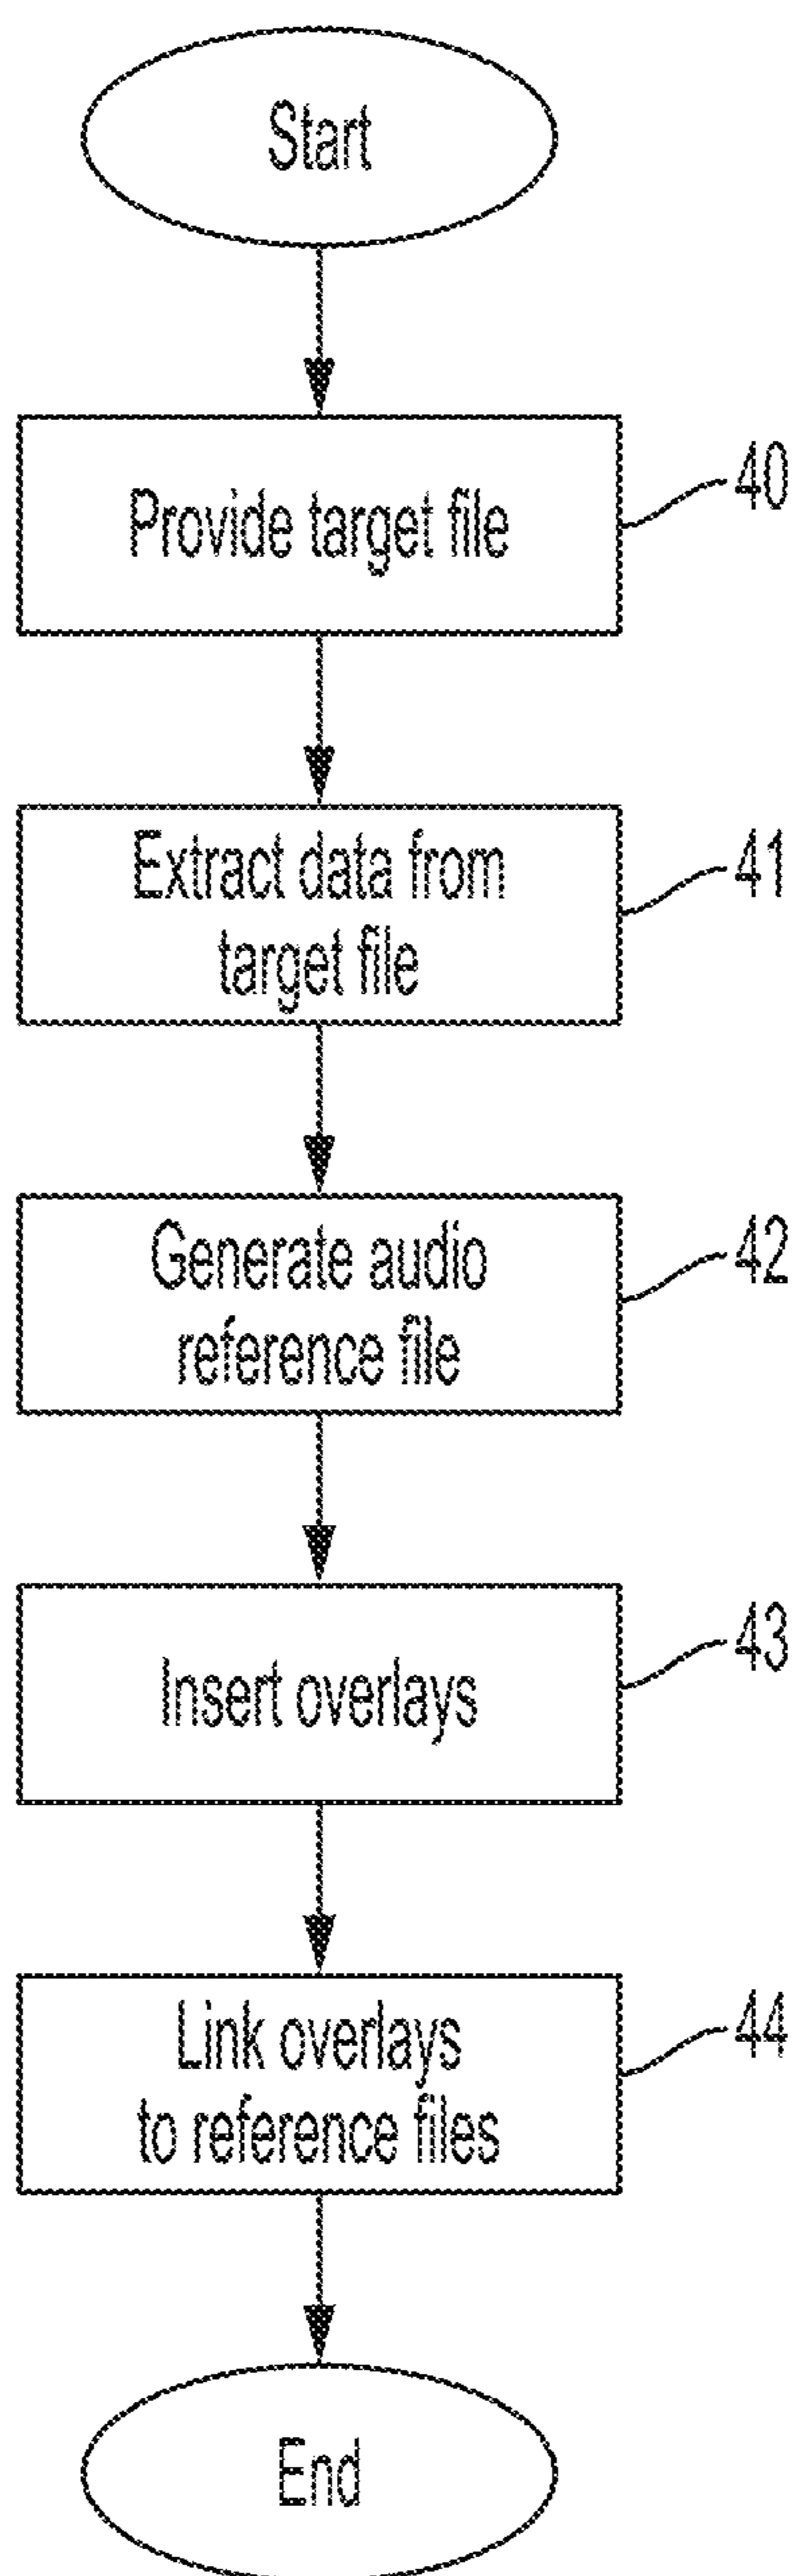 Start
Provide target file
40
Extract data from
target file
41
Generate audio
reference file
42
Insert overlays
43
Link overlays
to reference files
44
End